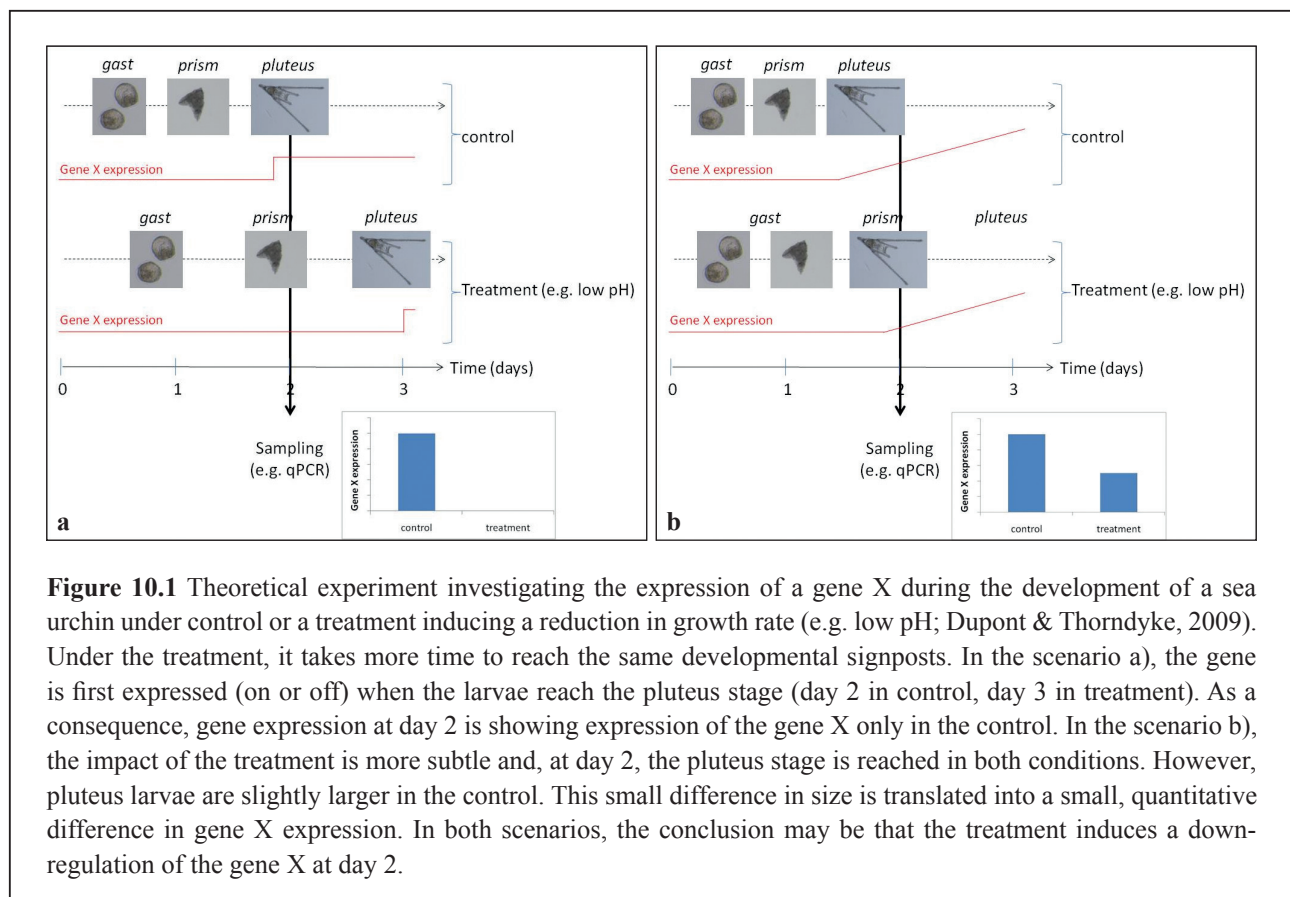 gast prism pluteus
control
Gene X expression
gast prism pluteus
Treatment (e.g. low pH)
Gene X expression
Time (days)
0 1 2 3
Sampling
(e.g. qPCR)
Gene X expression
control treatment
a
gast prism pluteus
control
Gene X expression
gast prism pluteus
Treatment (e.g. low pH)
Gene X expression
Time (days)
0 1 2 3
Sampling
(e.g. qPCR)
Gene X expression
control treatment
b
Figure 10.1 Theoretical experiment investigating the expression of a gene X during the development of a sea
urchin under control or a treatment inducing a reduction in growth rate (e.g. low pH; Dupont & Thorndyke, 2009).
Under the treatment, it takes more time to reach the same developmental signposts. In the scenario a), the gene
is first expressed (on or off) when the larvae reach the pluteus stage (day 2 in control, day 3 in treatment). As a
consequence, gene expression at day 2 is showing expression of the gene X only in the control. In the scenario b),
the impact of the treatment is more subtle and, at day 2, the pluteus stage is reached in both conditions. However,
pluteus larvae are slightly larger in the control. This small difference in size is translated into a small, quantitative
difference in gene X expression. In both scenarios, the conclusion may be that the treatment induces a down-
regulation of the gene X at day 2.